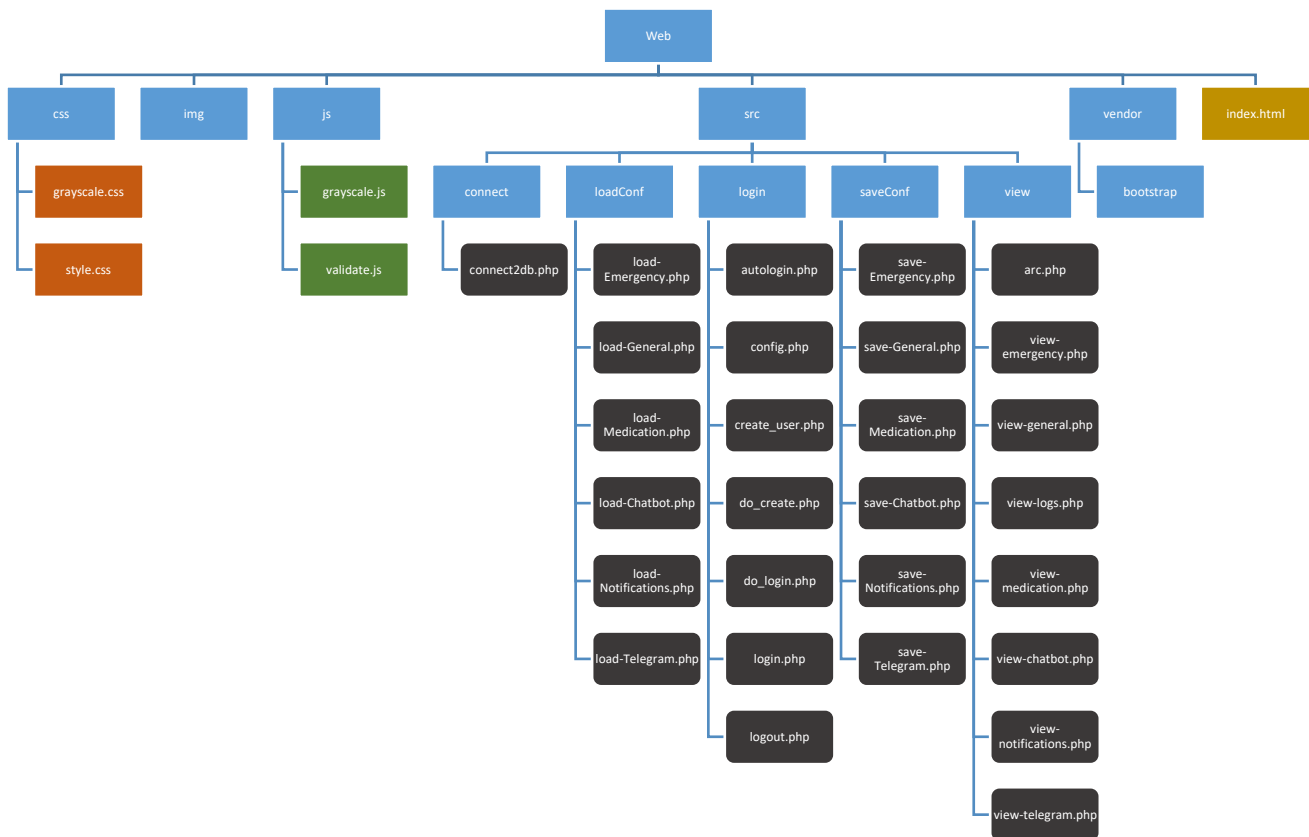 Web
css
img
js
src
vendor
index.html
grayscale.css
grayscale.js
connect
loadConf
login
saveConf
view
bootstrap
style.css
validate.js
connect2db.php
load-
Emergency.php
autologin.php
save-
Emergency.php
arc.php
load-General.php
config.php
save-General.php
view-
emergency.php
load-
Medication.php
create_user.php
save-
Medication.php
view-general.php
load-Chatbot.php
do_create.php
save-Chatbot.php
view-logs.php
load-
Notifications.php
do_login.php
save-
Notifications.php
view-
medication.php
load-Telegram.php
login.php
save-
Telegram.php
view-chatbot.php
logout.php
view-
notifications.php
view-telegram.php